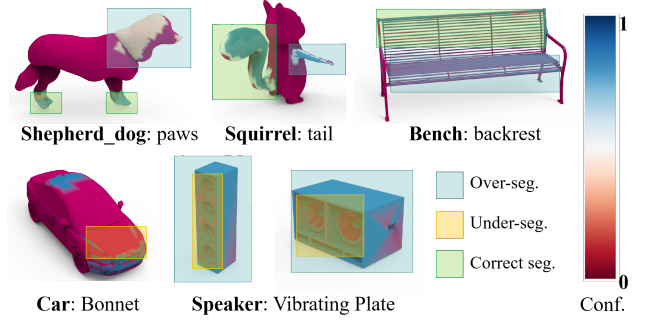 Shepherd_dog: paws
Squirrel: tail
Bench: backrest
Over-seg.
Under-seg.
Correct seg.
1
0
Conf.
Car: Bonnet
Speaker: Vibrating Plate